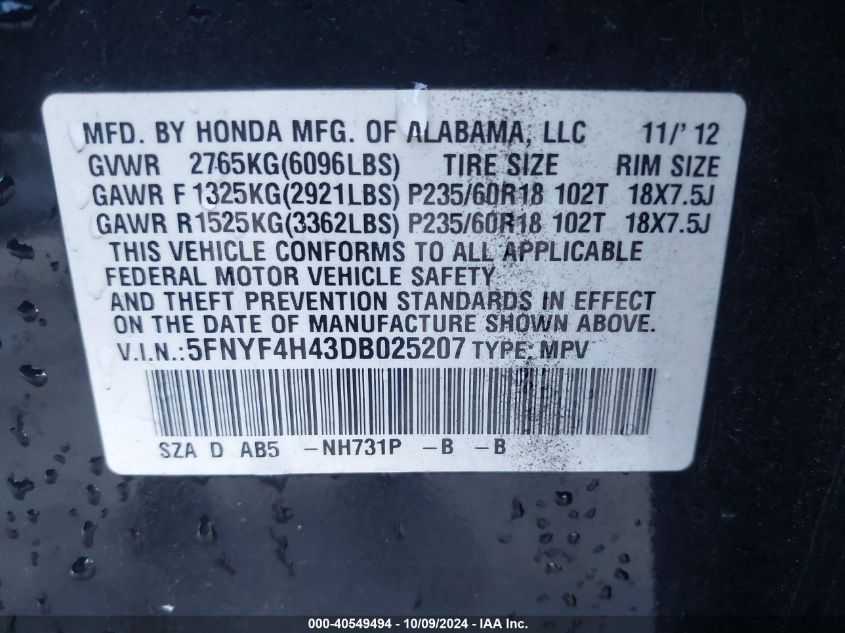 MFD. BY HONDA MFG. OF ALABAMA, LLC 11/'12
GVWR 2765KG(6096LBS) TIRE SIZE RIM SIZE
GAWR F 1325KG(2921LBS) P235/60R18 102T 18X7.5J
GAWR R 1525KG(3362LBS) P235/60R18 102T 18X7.5J
THIS VEHICLE CONFORMS TO ALL APPLICABLE
FEDERAL MOTOR VEHICLE SAFETY
AND THEFT PREVENTION STANDARDS IN EFFECT
ON THE DATE OF MANUFACTURE SHOWN ABOVE.
V.I.N.: 5FNYF4H43DB025207 TYPE: MPV
SZA D AB5 -NH731P -B -B
000-40549494 - 10/09/2024 - IAA Inc.